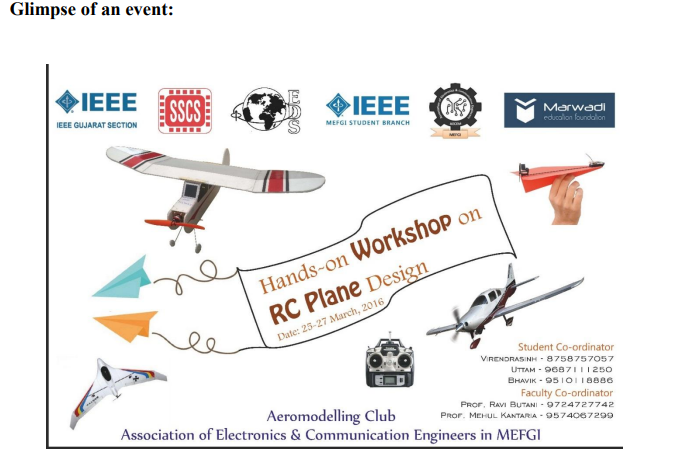 Glimpse of an event:
IEEE
IEEE GUJARAT SECTION
SSCS
EDS
IEEE
MEFGI STUDENT BRANCH
MEFGI
Marwadi
education foundation
Hands-on Workshop on
RC Plane Design
Date: 25-27 March, 2016
Student Co-ordinator
VIRENDRASINH - 8758757057
UTTAM - 9687111250
BHAVIK - 9510118886
Faculty Co-ordinator
PROF. RAVI BUTANI - 9724727742
PROF. MEHUL KANTARIA - 9574067299
Aeromodelling Club
Association of Electronics & Communication Engineers in MEFGI